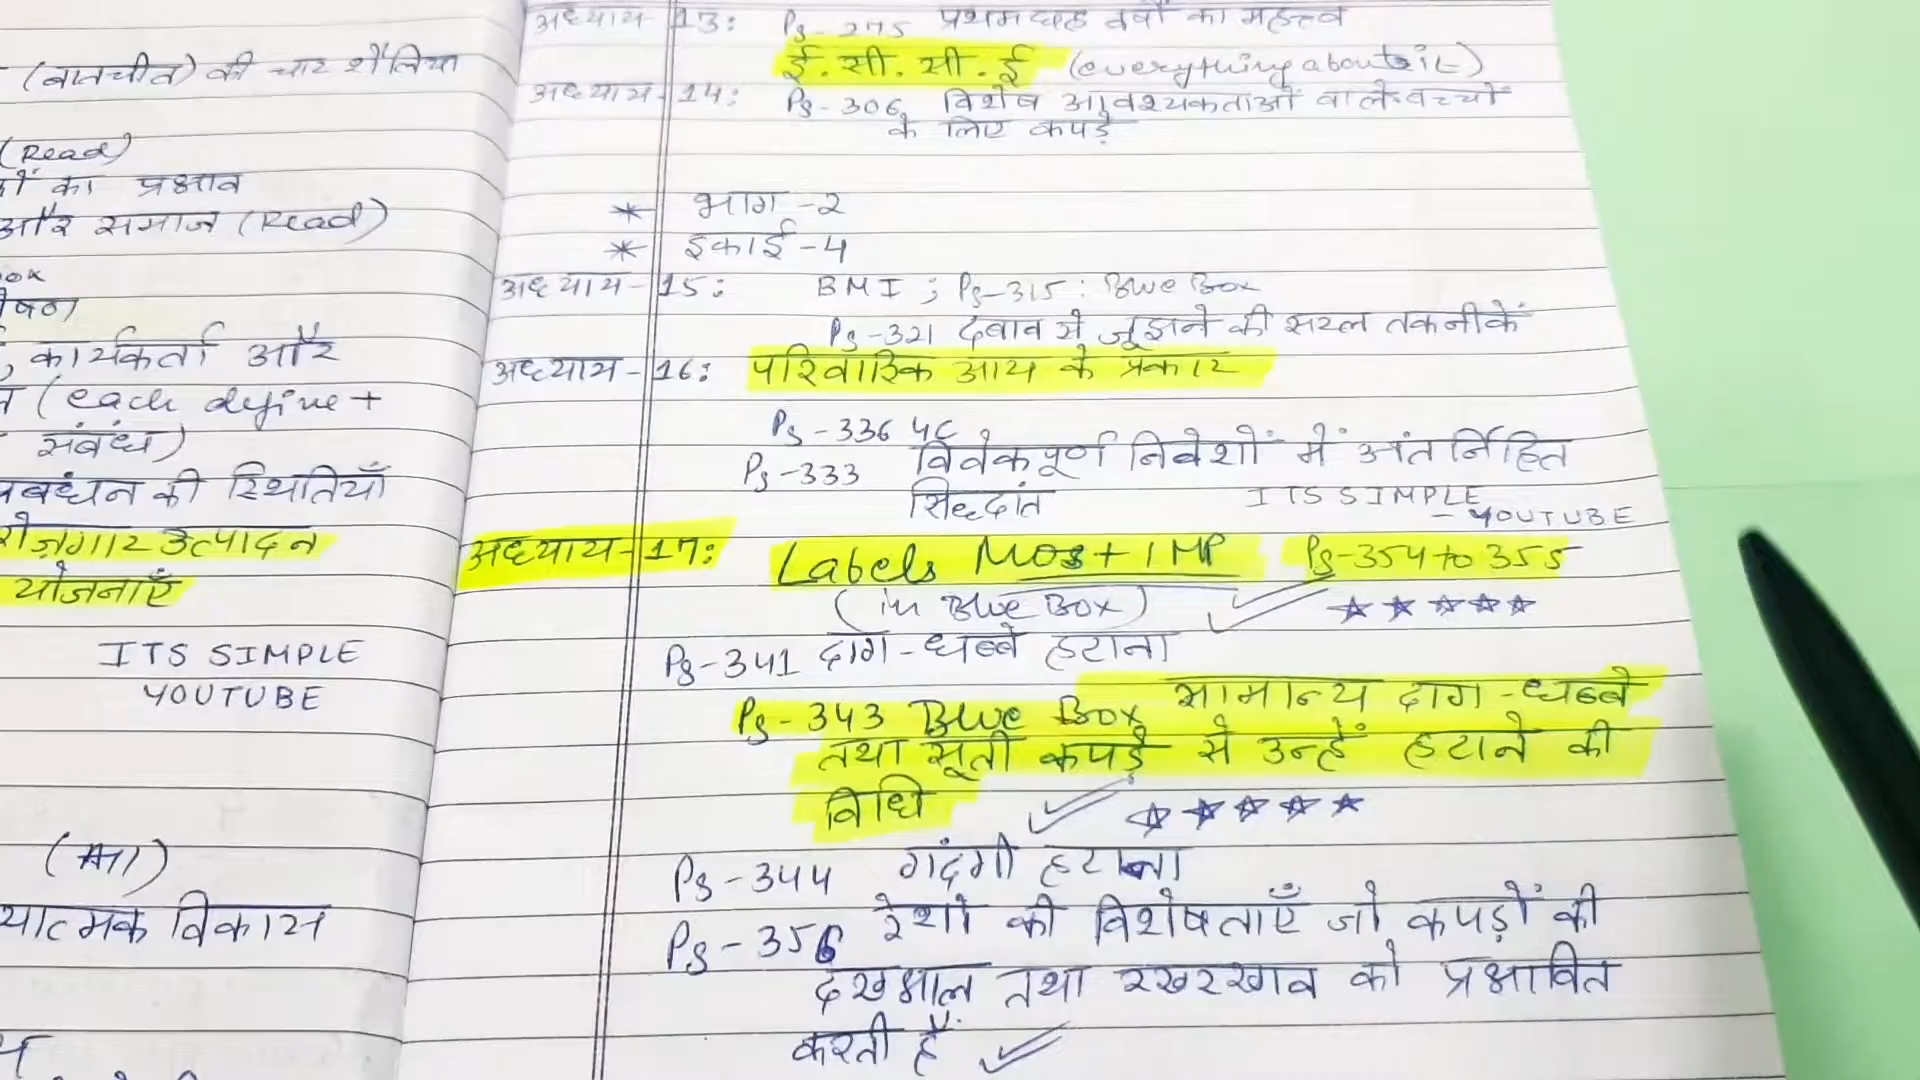 (बातचीत) की चार शैलिया
(Read)
का प्रभाव
और समाज (Read)
कार्यकर्ता और
(each define +
संबंध)
प्रबंधन की स्थितियाँ
रोज़गार उत्पादन
योजनाएँ
ITS SIMPLE
YOUTUBE
विकास
अध्याय - 13: Pg - 275 प्रथम छह वर्षों का महत्त्व
ई. सी. सी. ई (everything about it)
अध्याय - 14: Pg - 306 विशेष आवश्यकताओं वाले बच्चों
के लिए कपड़े
* भाग - २
* इकाई - 4
अध्याय - 15: BMI ; Pg - 315 : Blue Box
Pg - 321 दबाव से जूझने की सरल तकनीकें
अध्याय - 16: परिवारिक आय के प्रकार
Pg - 336 4C
Pg - 333 विवेकपूर्ण निवेशों में अंतर्निहित
सिद्धांत
ITS SIMPLE
- YOUTUBE
अध्याय - 17: Labels Most IMP Pg - 354 to 355
(in Blue Box) ☆☆☆☆☆
Pg - 341 दाग - धब्बे हटाना
Pg - 343 Blue Box सामान्य दाग - धब्बे
तथा सूती कपड़े से उन्हें हटाने की
विधि ☆☆☆☆☆
Pg - 344 गंदगी हटाना
Pg - 356 रेशों की विशेषताएँ जो कपड़ों की
देखभाल तथा रखरखाव को प्रभावित
करती हैं